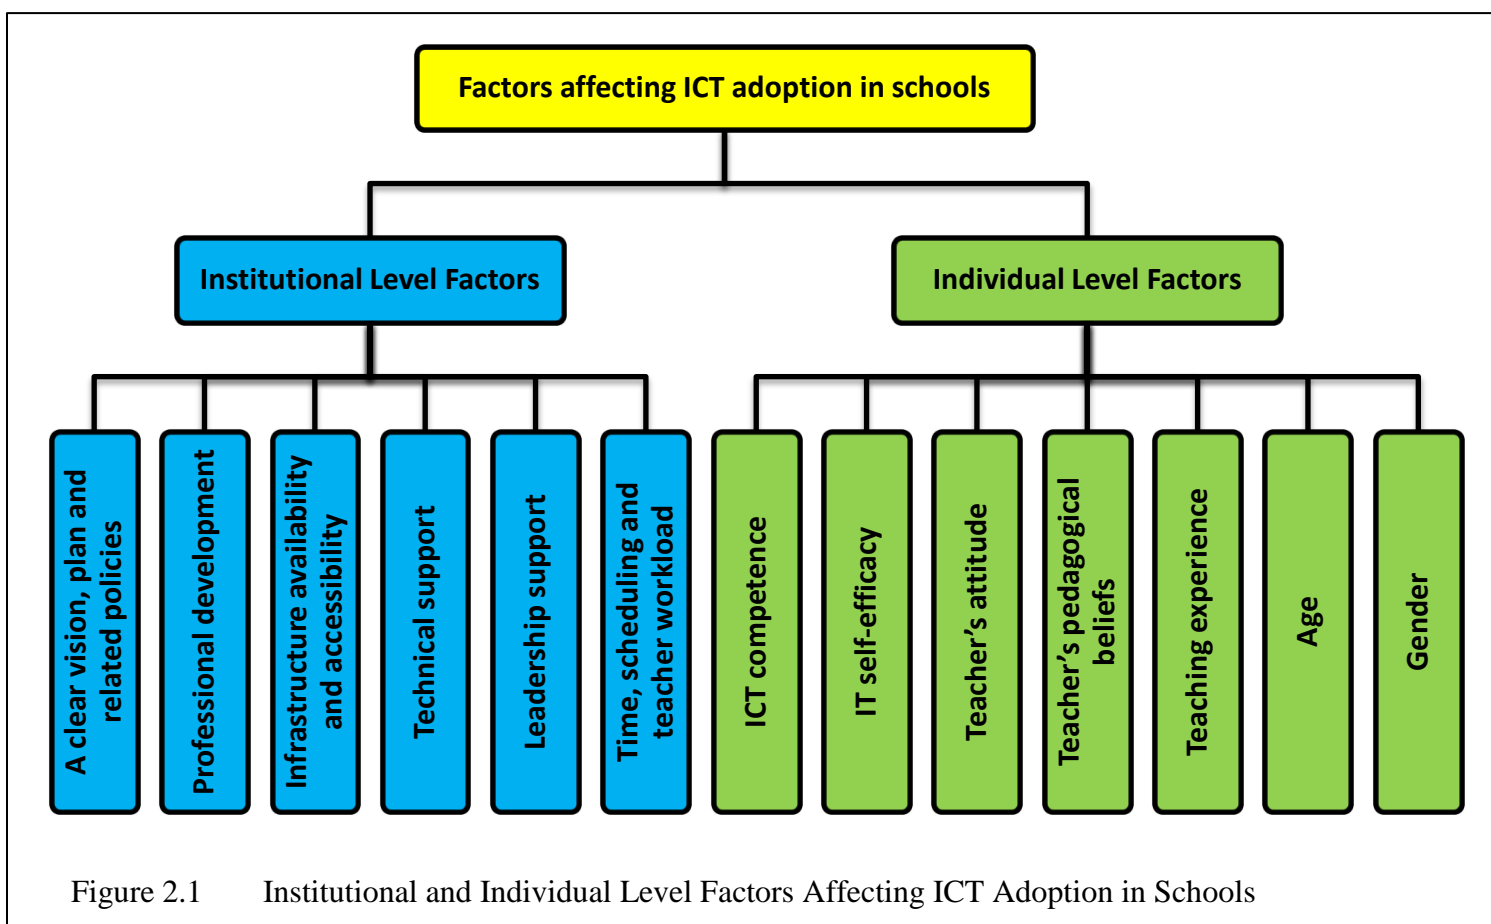 Factors affecting ICT adoption in schools
Institutional Level Factors
Individual Level Factors
A clear vision, plan and
related policies
Professional development
Infrastructure availability
and accessibility
Technical support
Leadership support
Time, scheduling and
teacher workload
ICT competence
IT self-efficacy
Teacher’s attitude
Teacher’s pedagogical
beliefs
Teaching experience
Age
Gender
Figure 2.1 Institutional and Individual Level Factors Affecting ICT Adoption in Schools